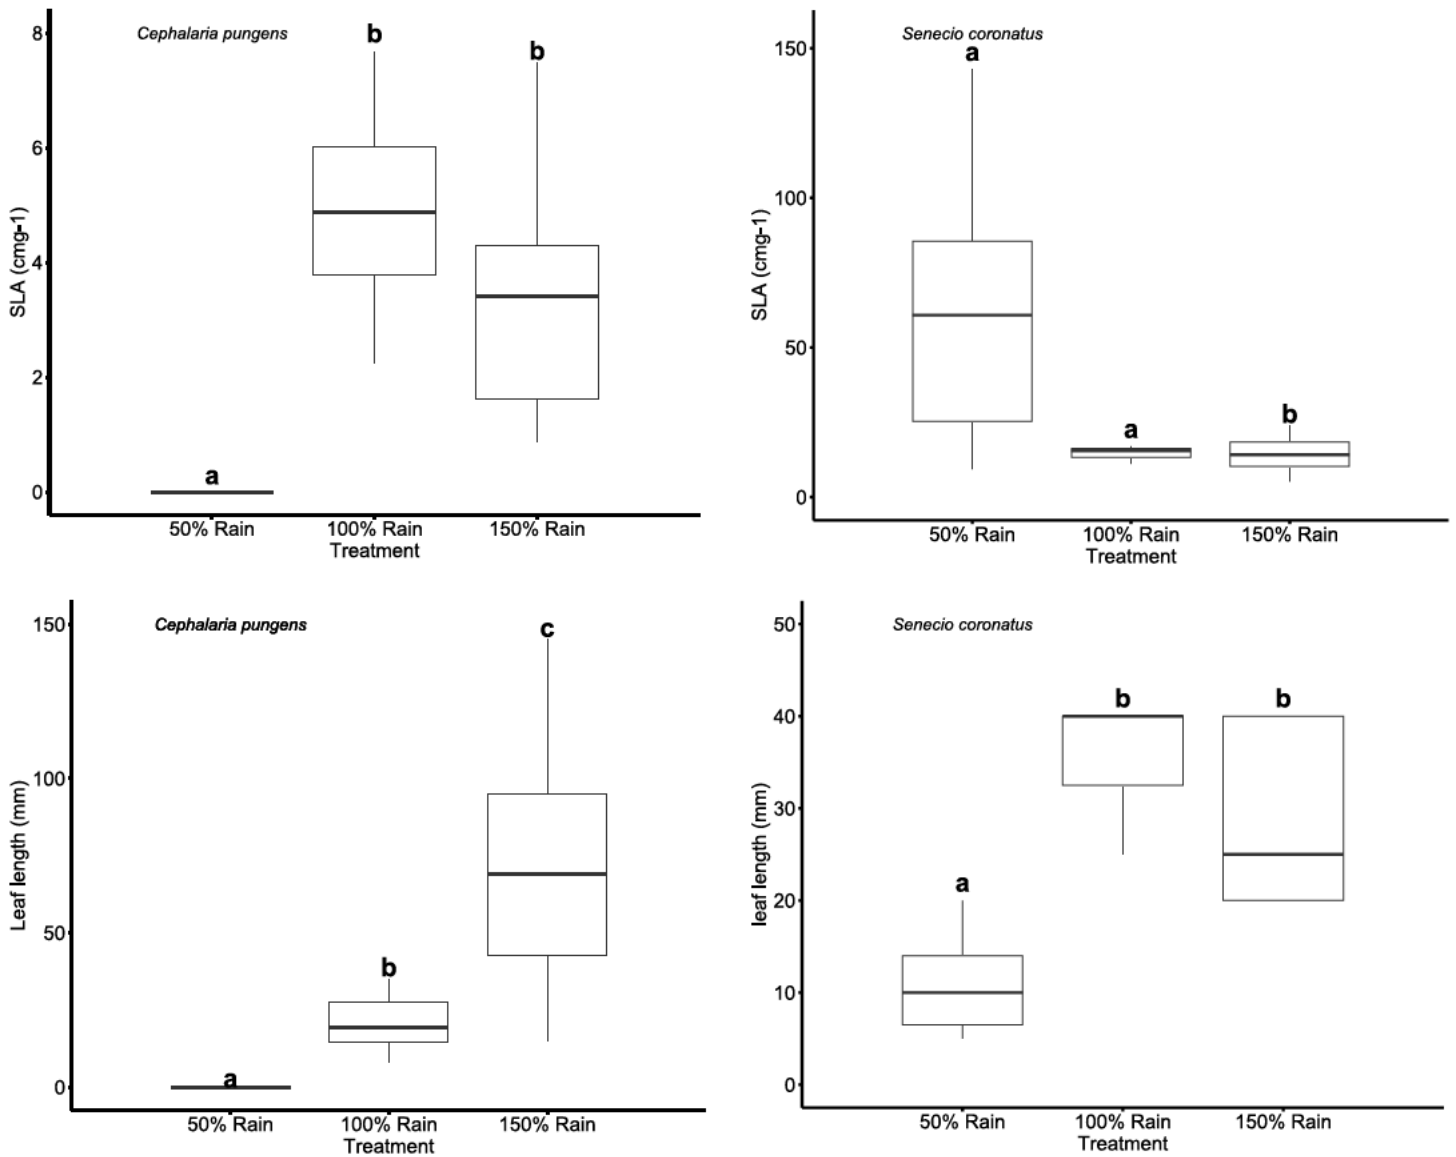 Cephalaria pungens
8
6
4
2
0
SLA (cmg-1)
a
b
b
50% Rain
100% Rain
150% Rain
Treatment
Senecio coronatus
150
100
50
0
SLA (cmg-1)
a
a
b
50% Rain
100% Rain
150% Rain
Treatment
Cephalaria pungens
150
100
50
0
Leaf length (mm)
a
b
c
50% Rain
100% Rain
150% Rain
Treatment
Senecio coronatus
50
40
30
20
10
0
leaf length (mm)
a
b
b
50% Rain
100% Rain
150% Rain
Treatment